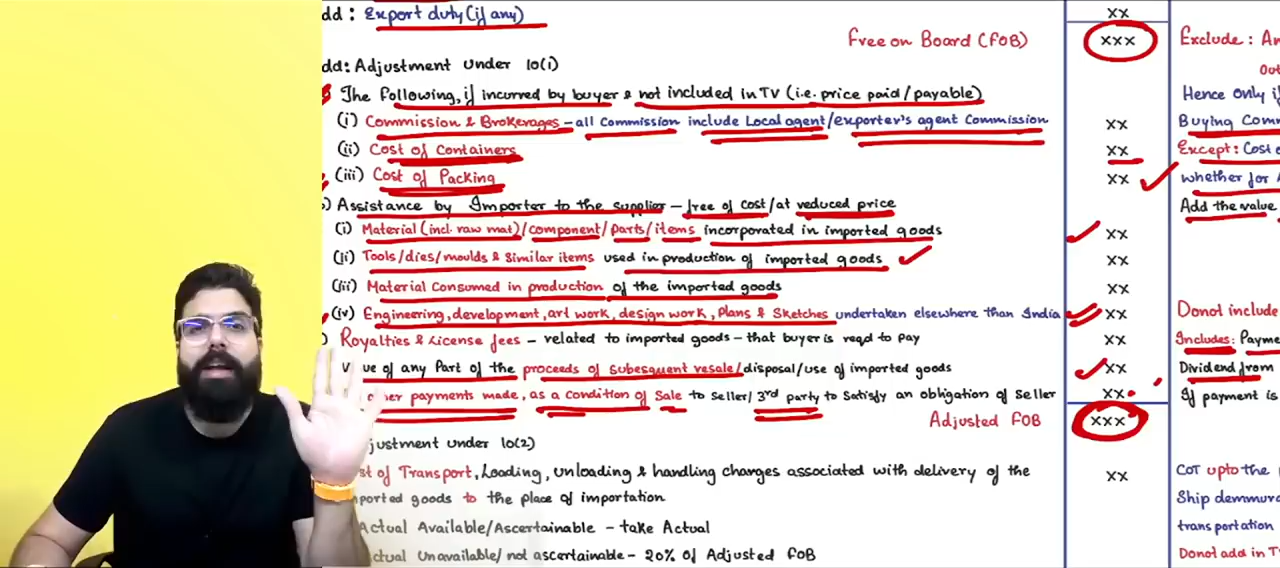 dd : Export duty (if any) xx
Free on Board (FOB) xxx Exclude : An
dd: Adjustment under 10(1) Out
The following, if incurred by buyer & not included in TV (i.e. price paid/payable) Hence only if
(i) Commission & Brokerages - all Commission include Local agent/exporter's agent Commission xx Buying Comm
(ii) Cost of Containers xx Except: Cost o
(iii) Cost of Packing xx whether for
) Assistance by Importer to the supplier - free of cost/at reduced price Add the value
(i) Material (incl. raw mat)/component/parts/items incorporated in imported goods xx
(ii) Tools/dies/moulds & Similar items used in production of imported goods xx
(iii) Material Consumed in production of the imported goods xx
(iv) Engineering, development, art work, design work, plans & Sketches undertaken elsewhere than India xx Donot include
) Royalties & License fees - related to imported goods - that buyer is reqd to pay xx Includes: Payme
ue of any Part of the proceeds of Subsequent resale/disposal/use of imported goods xx Dividend from
her payments made, as a condition of Sale to Seller/3rd party to Satisfy an obligation of Seller xx If payment is
Adjusted FOB xxx
justment under 10(2)
st of Transport, Loading, unloading & handling charges associated with delivery of the xx COT upto the
ported goods to the place of importation Ship demmura
Actual Available/Ascertainable - take Actual transportation
ctual Unavailable/not ascertainable - 20% of Adjusted FOB Donot add in T